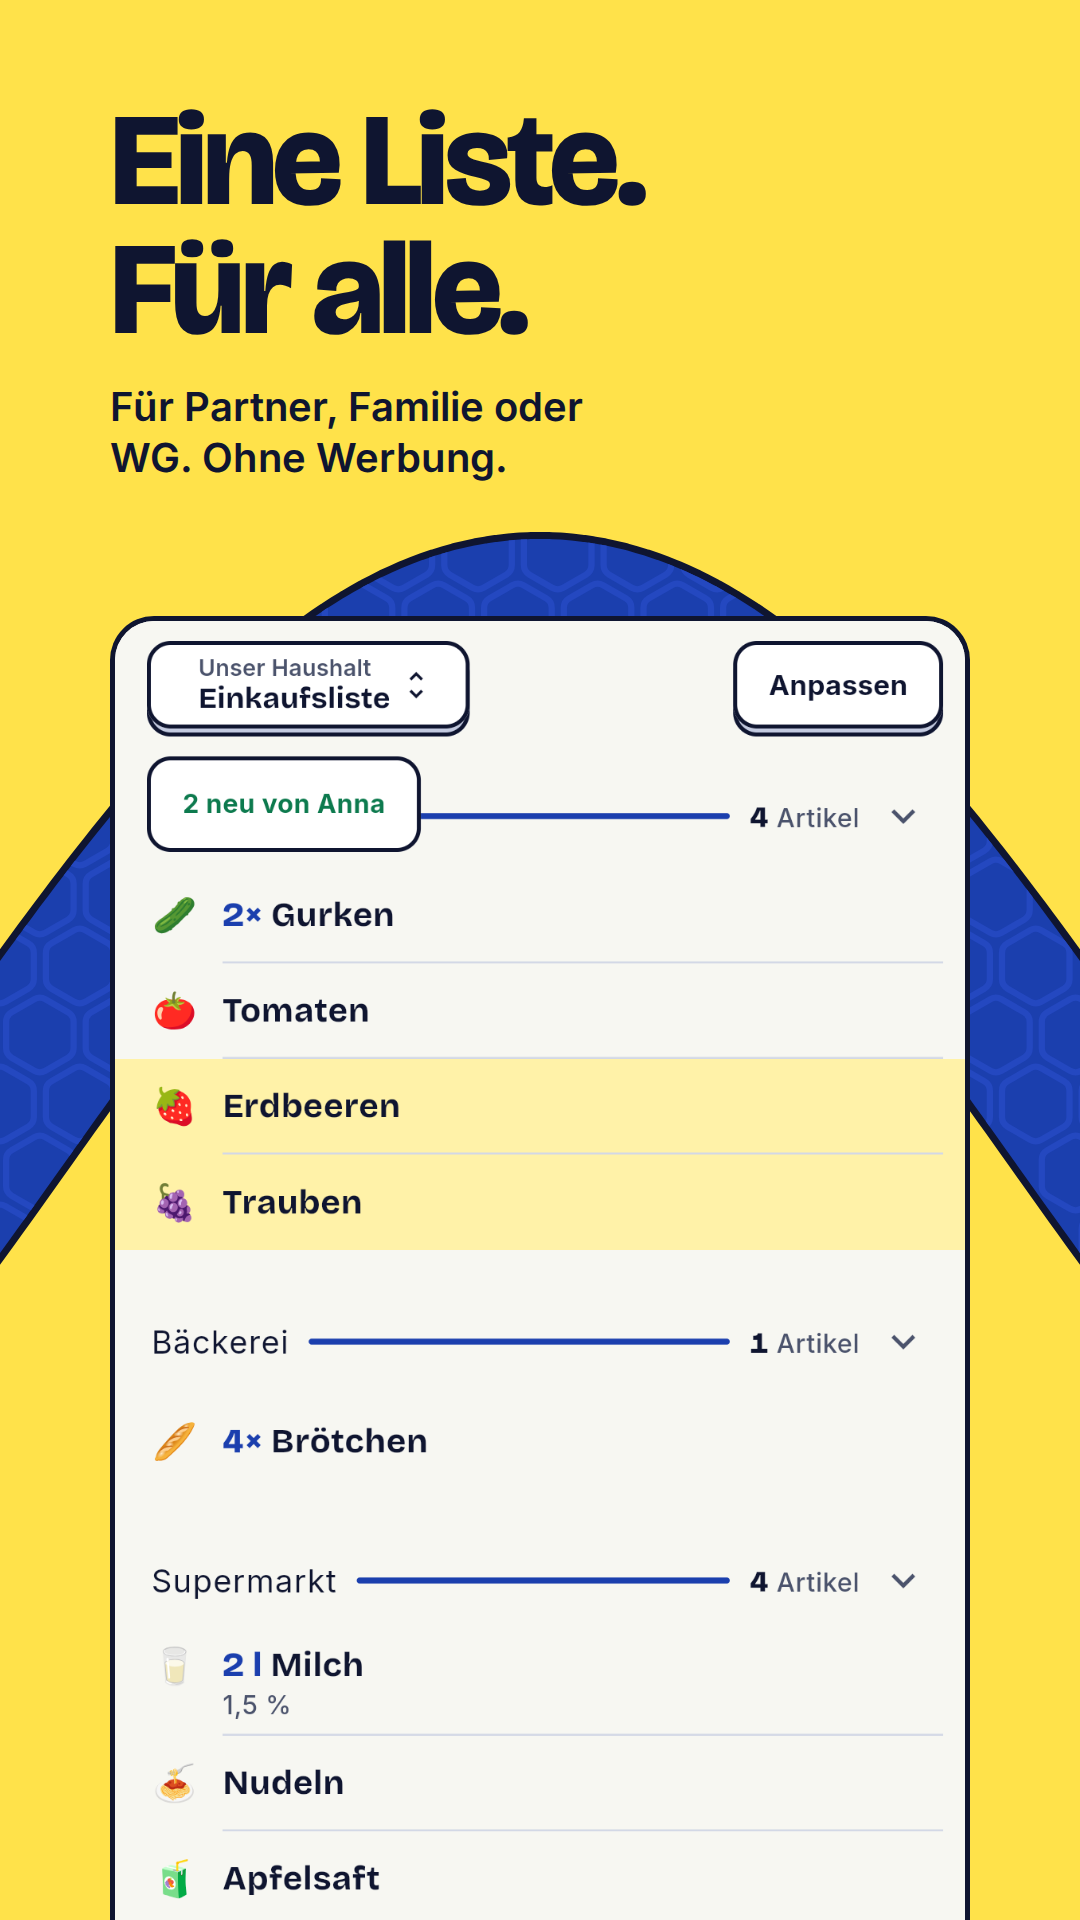 Eine Liste.
Für alle.
Für Partner, Familie oder
WG. Ohne Werbung.
Unser Haushalt
Einkaufsliste
Anpassen
2 neu von Anna
4 Artikel
2× Gurken
Tomaten
Erdbeeren
Trauben
Bäckerei
1 Artikel
4× Brötchen
Supermarkt
4 Artikel
2 l Milch
1,5 %
Nudeln
Apfelsaft